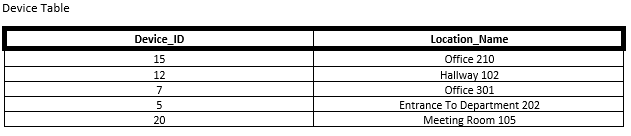 Device Table
Device_ID Location_Name
15 Office 210
12 Hallway 102
7 Office 301
5 Entrance To Department 202
20 Meeting Room 105